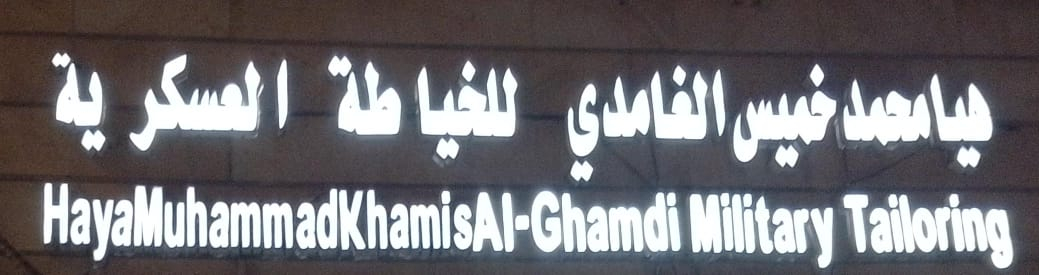 هيا محمد خميس الغامدي للخياطة العسكرية
HayaMuhammadKhamisAl-Ghamdi Military Tailoring